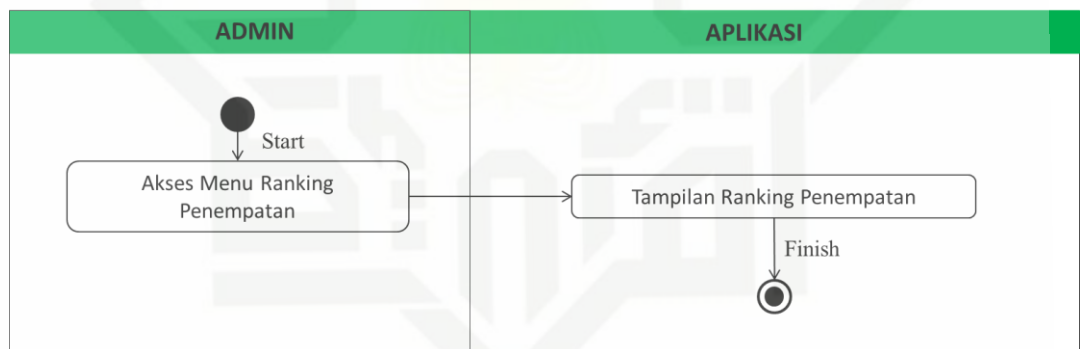 ADMIN
APLIKASI
Start
Akses Menu Ranking
Penempatan
Tampilan Ranking Penempatan
Finish